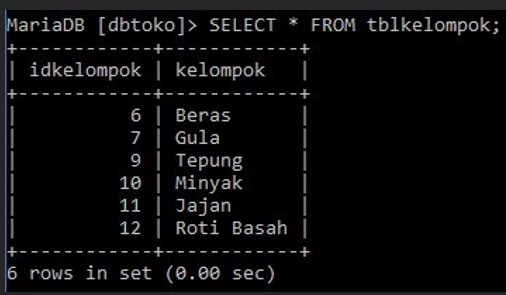 MariaDB [dbtoko]> SELECT * FROM tblkelompok;
+------------+------------+
| idkelompok | kelompok   |
+------------+------------+
|          6 | Beras      |
|          7 | Gula       |
|          9 | Tepung     |
|         10 | Minyak     |
|         11 | Jajan      |
|         12 | Roti Basah |
+------------+------------+
6 rows in set (0.00 sec)